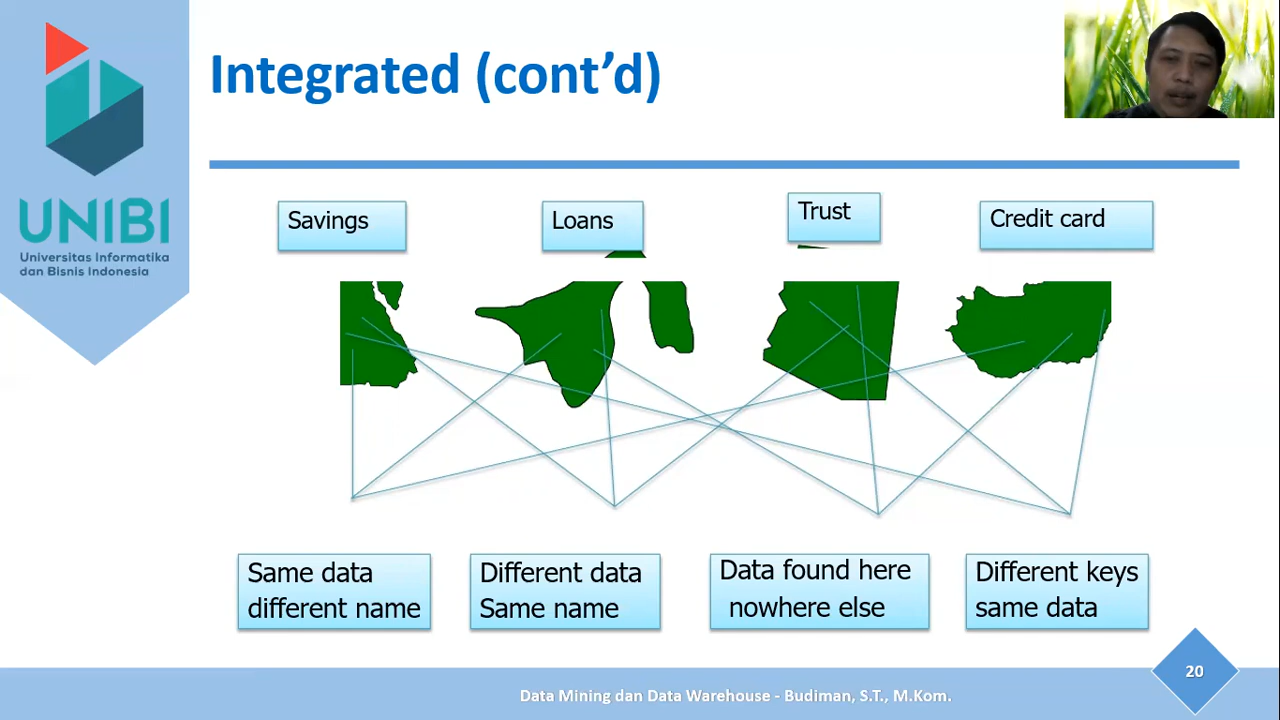 Integrated (cont’d)
UNIBI
Universitas Informatika
dan Bisnis Indonesia
Savings
Loans
Trust
Credit card
Same data
different name
Different data
Same name
Data found here
nowhere else
Different keys
same data
20
Data Mining dan Data Warehouse - Budiman, S.T., M.Kom.